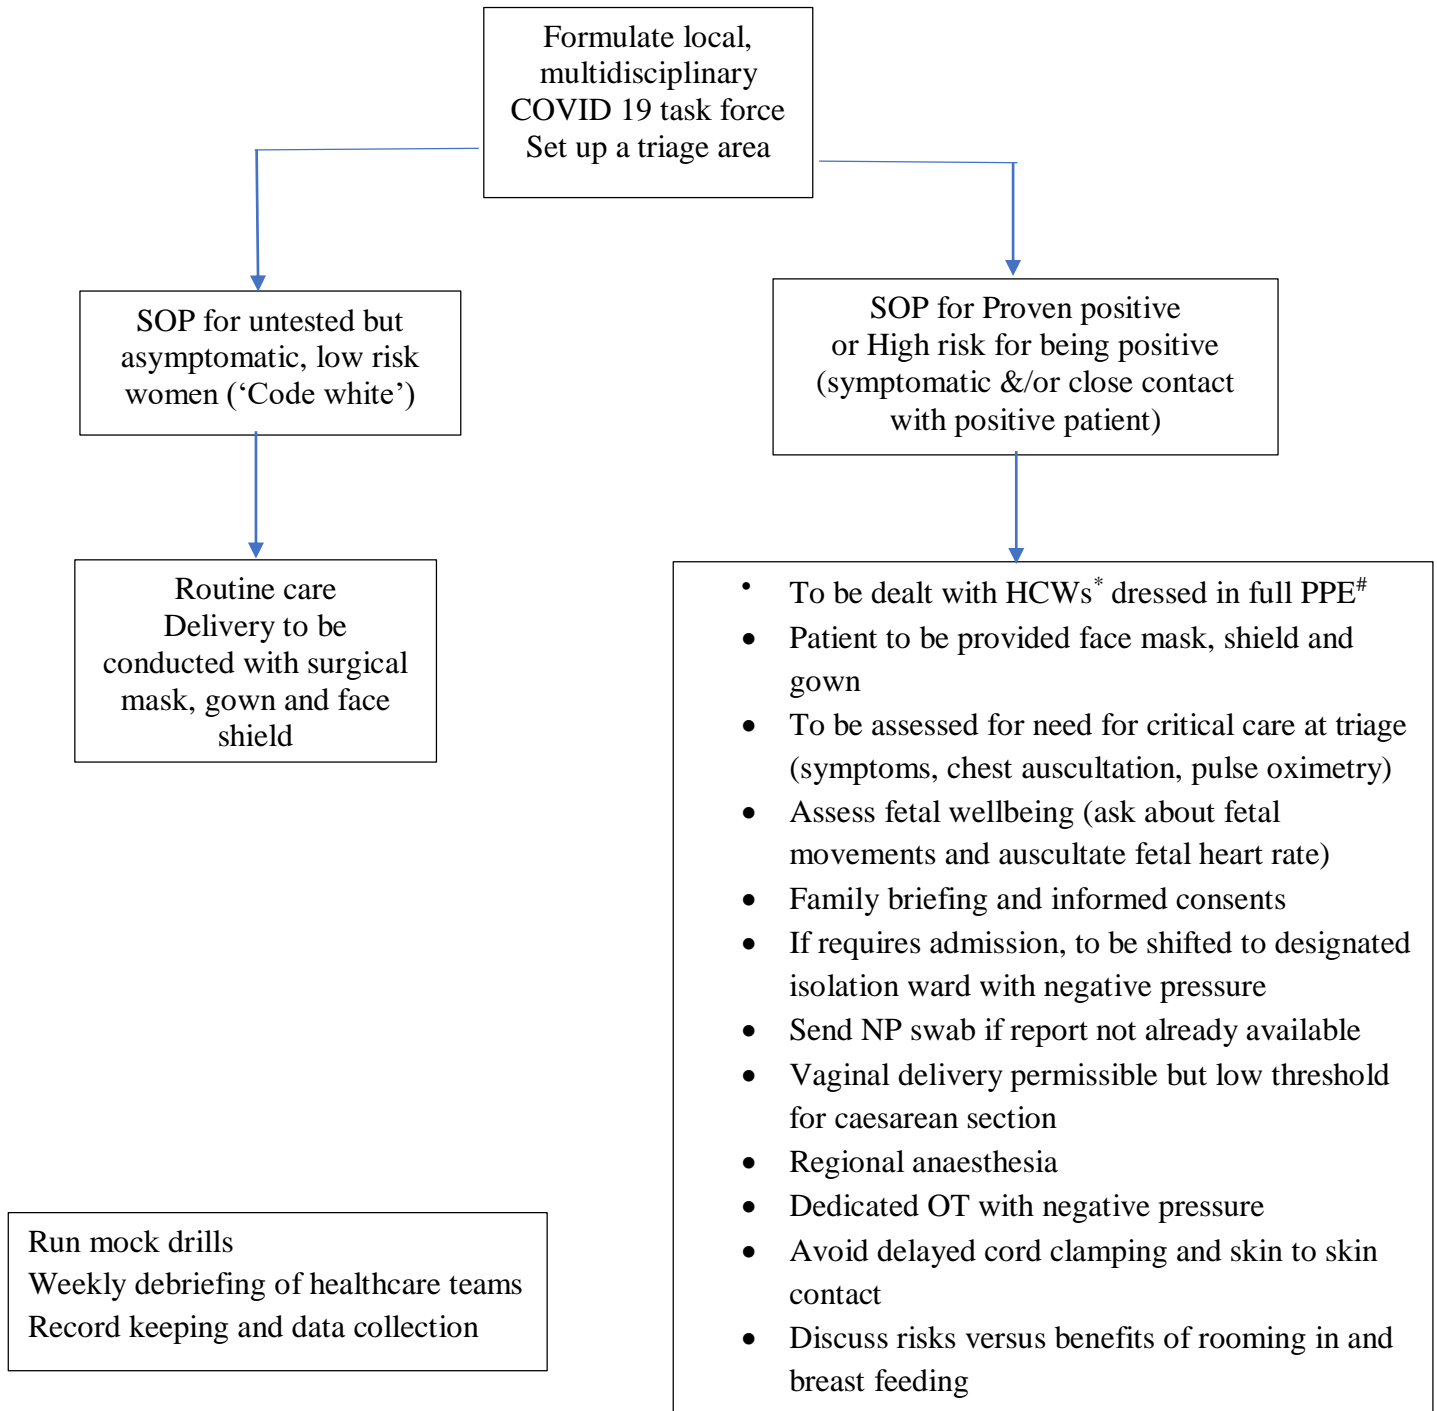 Formulate local,
multidisciplinary
COVID 19 task force
Set up a triage area
SOP for untested but
asymptomatic, low risk
women (‘Code white’)
SOP for Proven positive
or High risk for being positive
(symptomatic &/or close contact
with positive patient)
Routine care
Delivery to be
conducted with surgical
mask, gown and face
shield
• To be dealt with HCWs* dressed in full PPE#
• Patient to be provided face mask, shield and
gown
• To be assessed for need for critical care at triage
(symptoms, chest auscultation, pulse oximetry)
• Assess fetal wellbeing (ask about fetal
movements and auscultate fetal heart rate)
• Family briefing and informed consents
• If requires admission, to be shifted to designated
isolation ward with negative pressure
• Send NP swab if report not already available
• Vaginal delivery permissible but low threshold
for caesarean section
• Regional anaesthesia
• Dedicated OT with negative pressure
• Avoid delayed cord clamping and skin to skin
contact
• Discuss risks versus benefits of rooming in and
breast feeding
Run mock drills
Weekly debriefing of healthcare teams
Record keeping and data collection